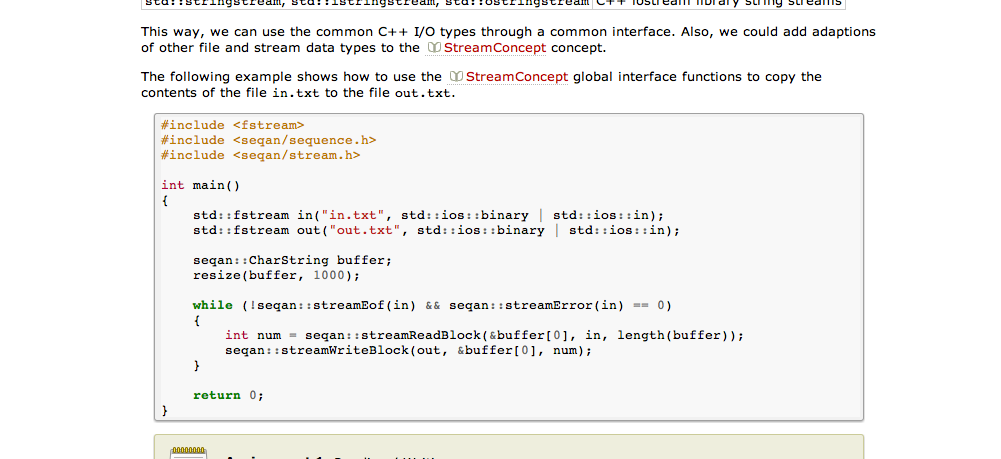 std::stringstream, std::istringstream, std::ostringstream C++ iostream library string streams
This way, we can use the common C++ I/O types through a common interface. Also, we could add adaptions
of other file and stream data types to the StreamConcept concept.
The following example shows how to use the StreamConcept global interface functions to copy the
contents of the file in.txt to the file out.txt.
#include <fstream>
#include <seqan/sequence.h>
#include <seqan/stream.h>
int main()
{
std::fstream in("in.txt", std::ios::binary | std::ios::in);
std::fstream out("out.txt", std::ios::binary | std::ios::in);
seqan::CharString buffer;
resize(buffer, 1000);
while (!seqan::streamEof(in) && seqan::streamError(in) == 0)
{
int num = seqan::streamReadBlock(&buffer[0], in, length(buffer));
seqan::streamWriteBlock(out, &buffer[0], num);
}
return 0;
}